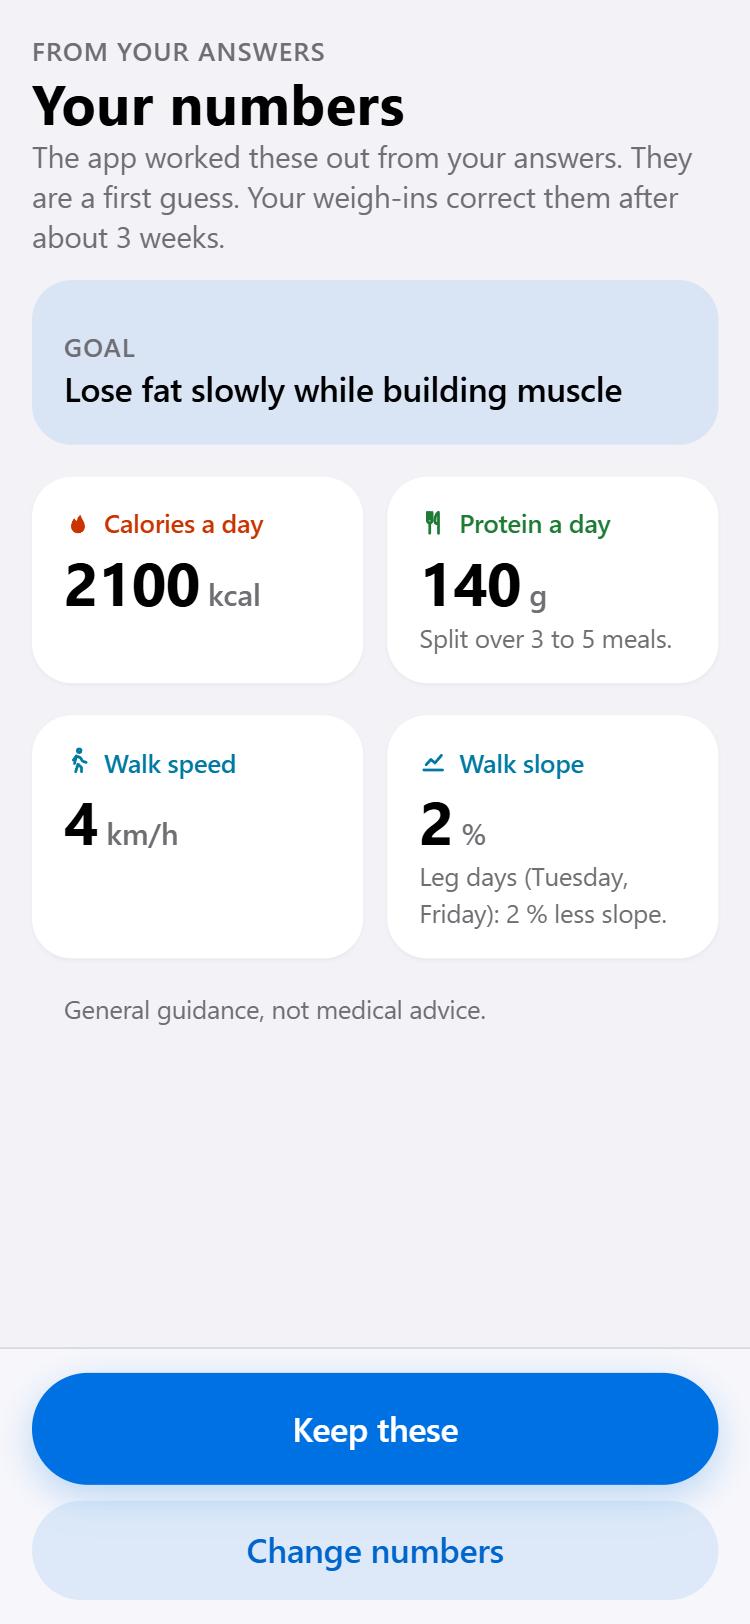 FROM YOUR ANSWERS
Your numbers
The app worked these out from your answers. They
are a first guess. Your weigh-ins correct them after
about 3 weeks.
GOAL
Lose fat slowly while building muscle
Calories a day
2100 kcal
Protein a day
140 g
Split over 3 to 5 meals.
Walk speed
4 km/h
Walk slope
2 %
Leg days (Tuesday,
Friday): 2 % less slope.
General guidance, not medical advice.
Keep these
Change numbers